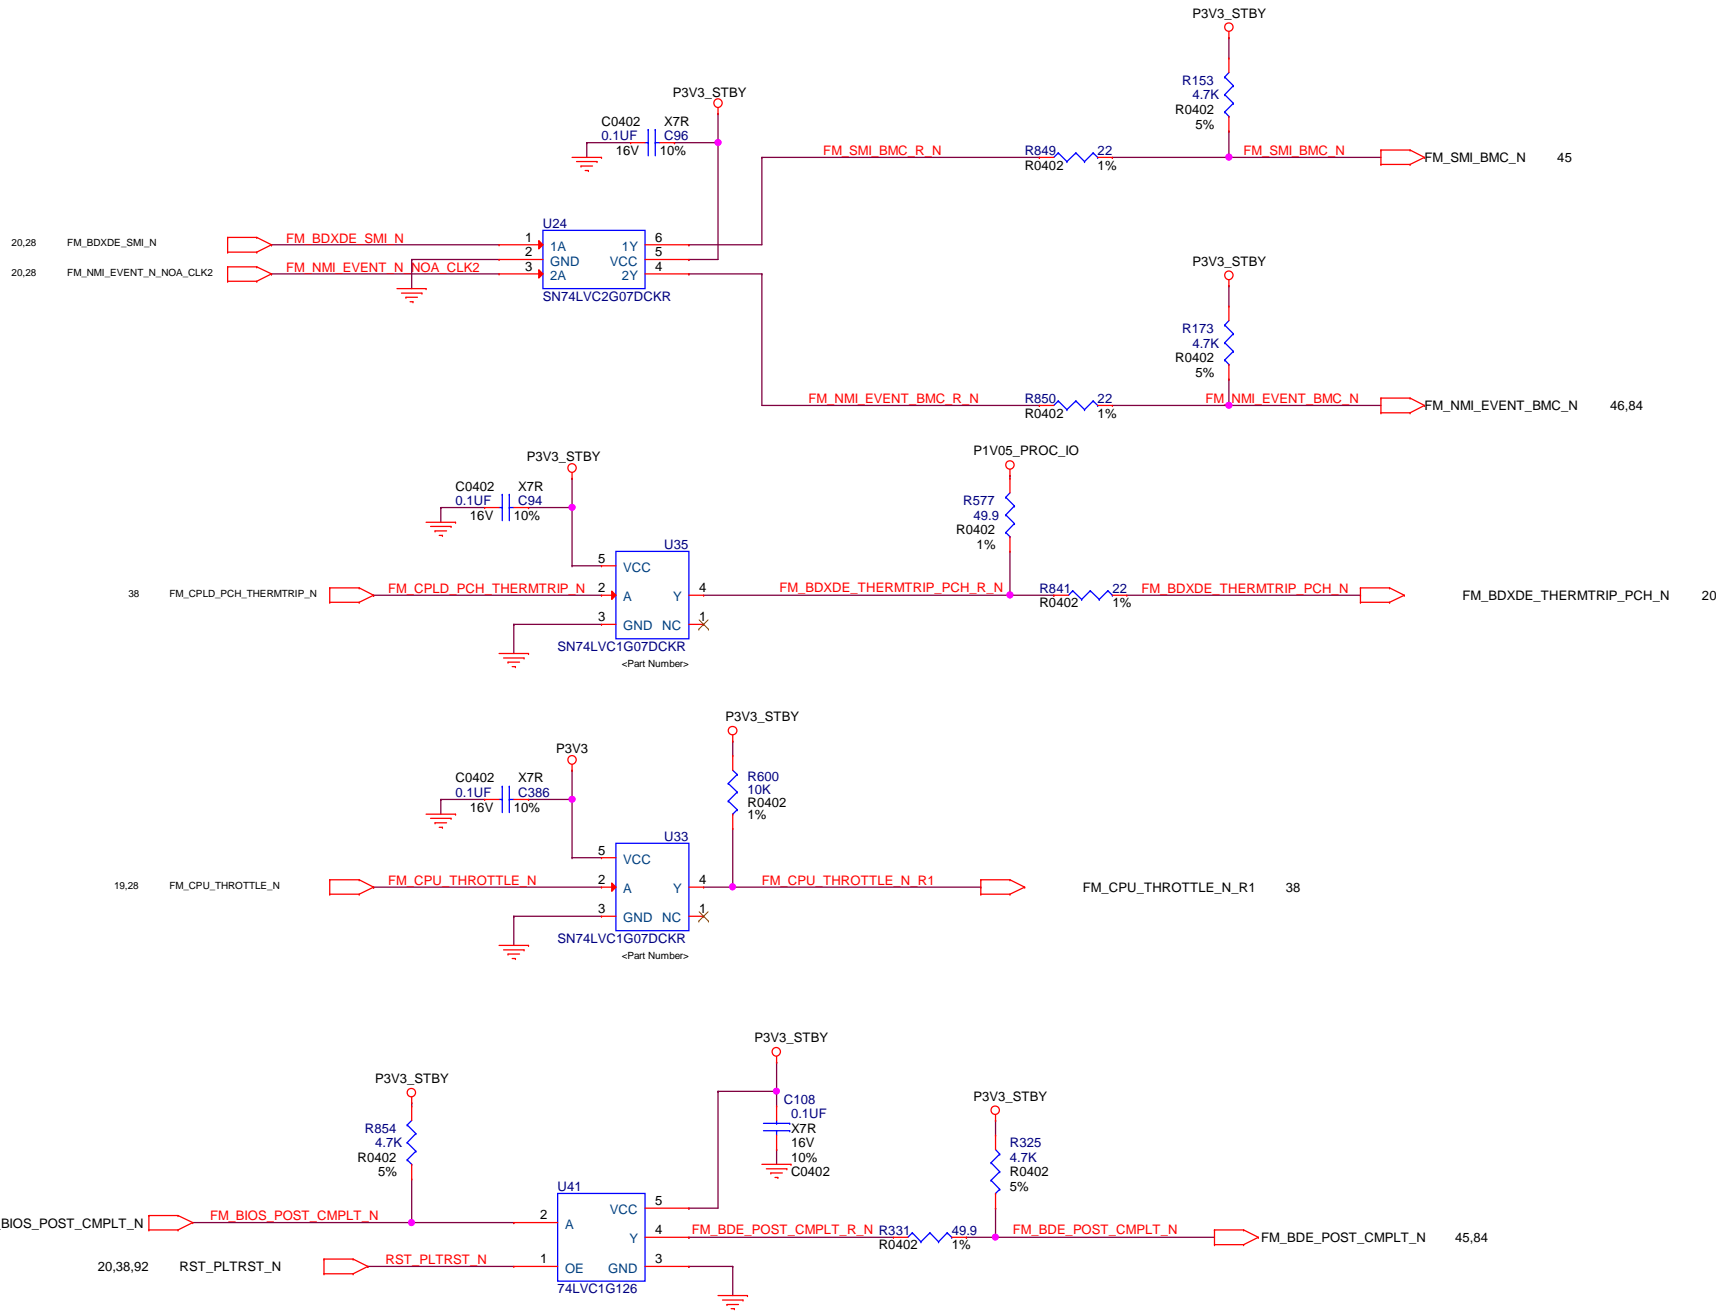 P3V3_STBY
R153
4.7K
R0402
5%
P3V3_STBY
C0402 X7R
0.1UF C96
16V 10%
FM_SMI_BMC_R_N
R849 22
R0402 1%
FM_SMI_BMC_N
FM_SMI_BMC_N 45
U24
20,28 FM_BDXDE_SMI_N
FM_BDXDE_SMI_N
1 1A 1Y 6
2 GND VCC 5
3 2A 2Y 4
20,28 FM_NMI_EVENT_N_NOA_CLK2
FM_NMI_EVENT_N_NOA_CLK2
SN74LVC2G07DCKR
P3V3_STBY
R173
4.7K
R0402
5%
FM_NMI_EVENT_BMC_R_N
R850 22
R0402 1%
FM_NMI_EVENT_BMC_N
FM_NMI_EVENT_BMC_N 46,84
P3V3_STBY
C0402 X7R
0.1UF C94
16V 10%
P1V05_PROC_IO
R577
49.9
R0402
1%
U35
5 VCC
38 FM_CPLD_PCH_THERMTRIP_N
FM_CPLD_PCH_THERMTRIP_N
2 A Y 4
3 GND NC 1
SN74LVC1G07DCKR
<Part Number>
FM_BDXDE_THERMTRIP_PCH_R_N
R841 22
R0402 1%
FM_BDXDE_THERMTRIP_PCH_N
FM_BDXDE_THERMTRIP_PCH_N 20
P3V3_STBY
P3V3
C0402 X7R
0.1UF C386
16V 10%
R600
10K
R0402
1%
U33
5 VCC
19,28 FM_CPU_THROTTLE_N
FM_CPU_THROTTLE_N
2 A Y 4
3 GND NC 1
SN74LVC1G07DCKR
<Part Number>
FM_CPU_THROTTLE_N_R1
FM_CPU_THROTTLE_N_R1 38
P3V3_STBY
C108
0.1UF
X7R
16V
10%
C0402
P3V3_STBY
R854
4.7K
R0402
5%
P3V3_STBY
R325
4.7K
R0402
5%
U41
BIOS_POST_CMPLT_N
FM_BIOS_POST_CMPLT_N
2 A VCC 5
Y 4
1 OE GND 3
20,38,92 RST_PLTRST_N
RST_PLTRST_N
74LVC1G126
FM_BDE_POST_CMPLT_R_N
R331 49.9
R0402 1%
FM_BDE_POST_CMPLT_N
FM_BDE_POST_CMPLT_N 45,84